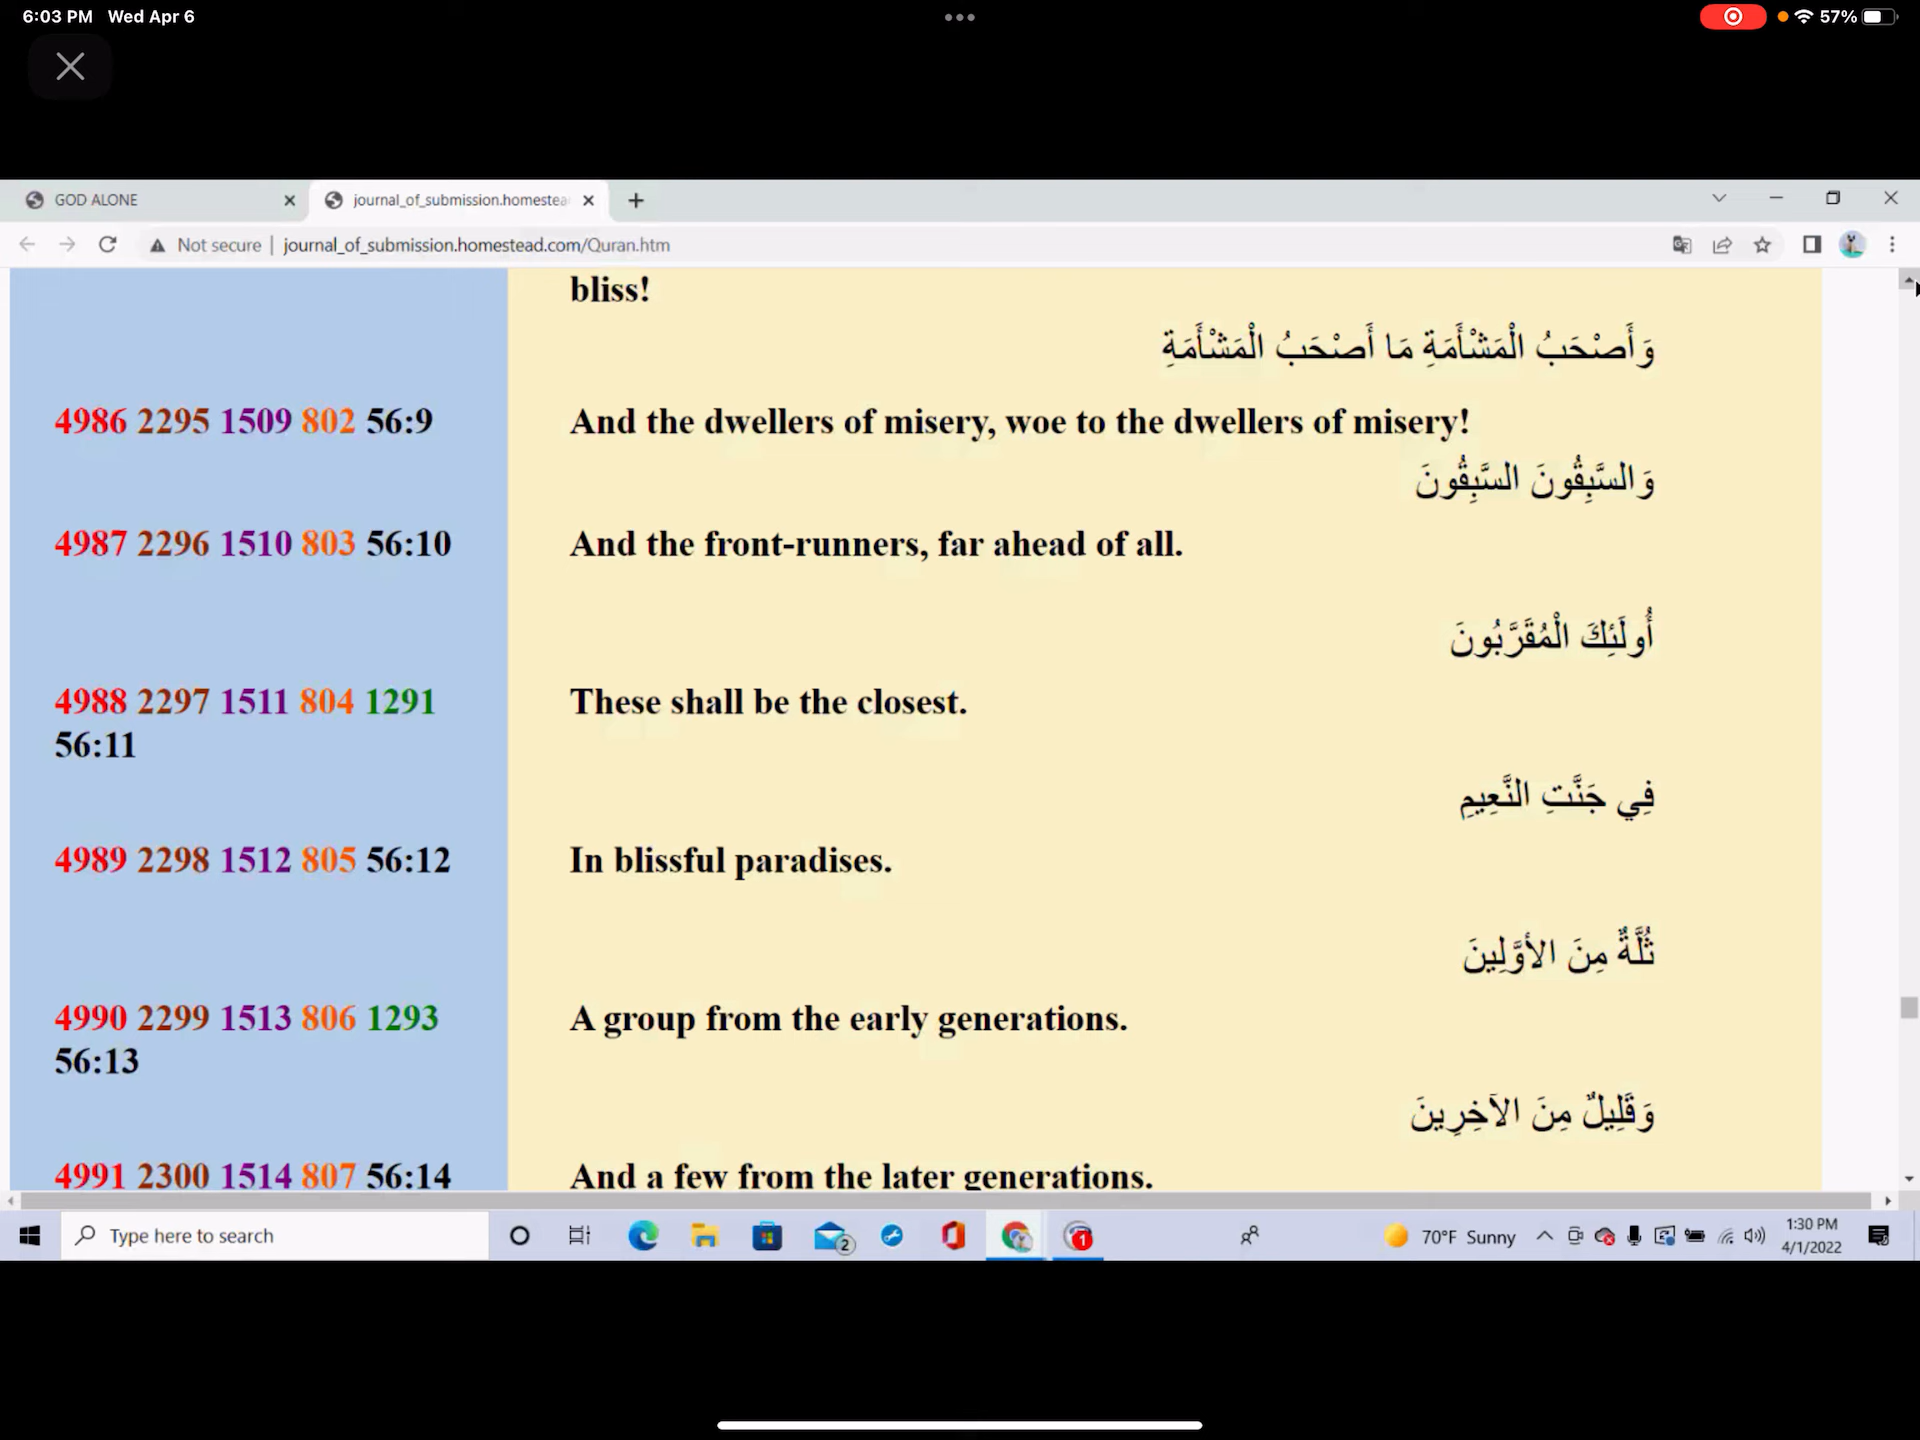 6:03 PM Wed Apr 6
57%
GOD ALONE
journal_of_submission.homestea
Not secure | journal_of_submission.homestead.com/Quran.htm
bliss!
وَأَصْحَبُ الْمَشْأَمَةِ مَا أَصْحَبُ الْمَشْأَمَةِ
4986 2295 1509 802 56:9
And the dwellers of misery, woe to the dwellers of misery!
وَالسَّبِقُونَ السَّبِقُونَ
4987 2296 1510 803 56:10
And the front-runners, far ahead of all.
أُولَئِكَ الْمُقَرَّبُونَ
4988 2297 1511 804 1291
56:11
These shall be the closest.
فِي جَنَّتِ النَّعِيمِ
4989 2298 1512 805 56:12
In blissful paradises.
ثُلَّةٌ مِنَ الأوَّلِينَ
4990 2299 1513 806 1293
56:13
A group from the early generations.
وَقَلِيلٌ مِنَ الآخِرِينَ
4991 2300 1514 807 56:14
And a few from the later generations.
Type here to search
2
1
70°F Sunny
1:30 PM
4/1/2022